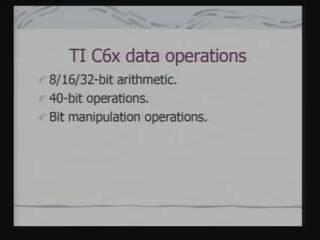 TI C6x data operations
8/16/32-bit arithmetic.
40-bit operations.
Bit manipulation operations.